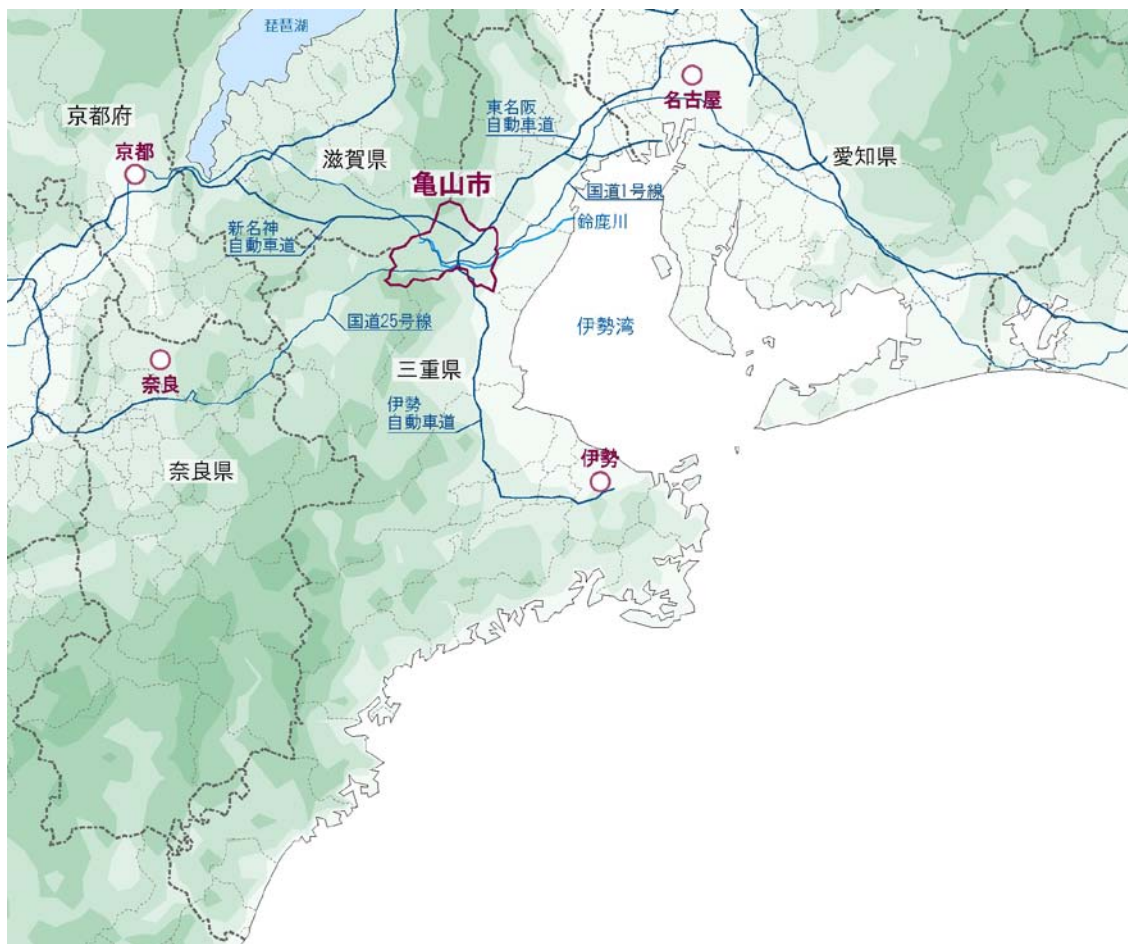 琵琶湖
京都府
京都
滋賀県
亀山市
東名阪
自動車道
名古屋
愛知県
国道1号線
鈴鹿川
新名神
自動車道
国道25号線
伊勢湾
奈良
三重県
伊勢
自動車道
伊勢
奈良県